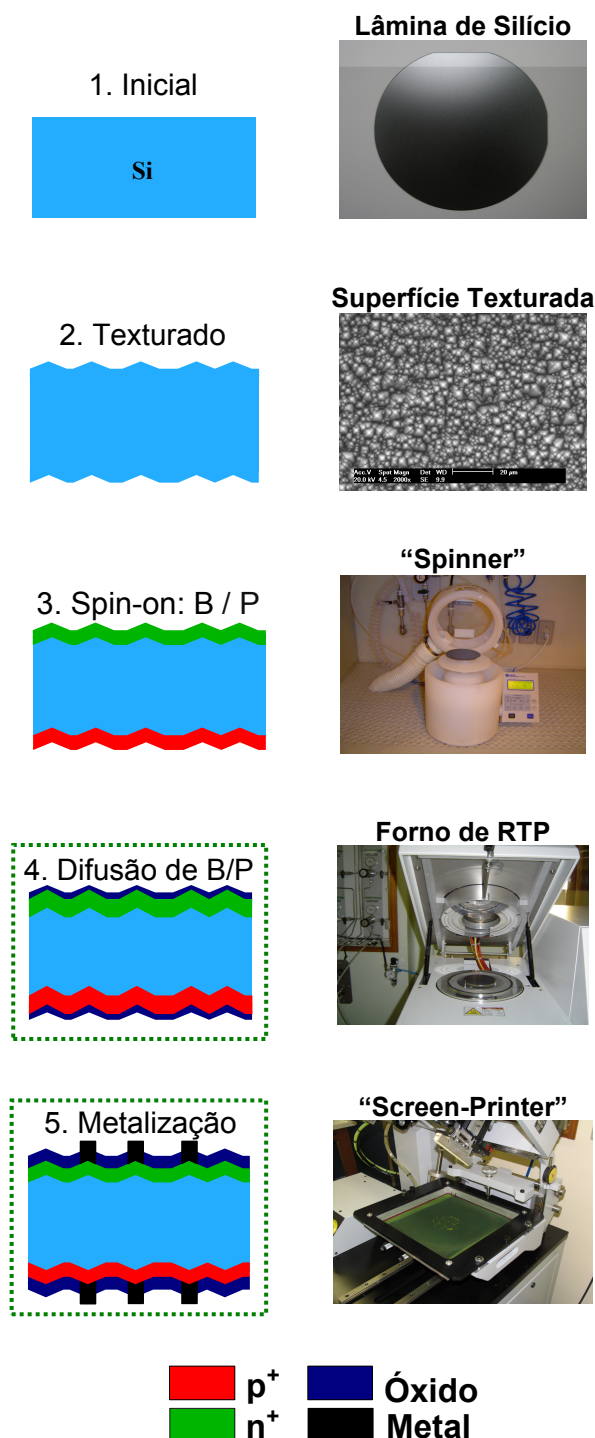 Lâmina de Silício
1. Inicial
Si
Superfície Texturada
2. Texturado
Acc.V Spot Magn Det WD 20 µm
20.0 kV 4.5 2000x SE 9.9
“Spinner”
3. Spin-on: B / P
Forno de RTP
4. Difusão de B/P
“Screen-Printer”
5. Metalização
p+ Óxido
n+ Metal